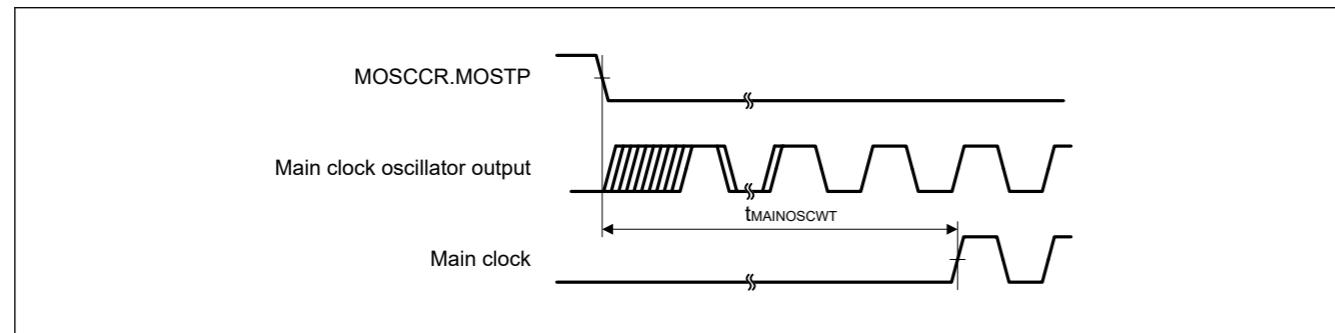 MOSCCR.MOSTP
Main clock oscillator output
tMAINOSCWT
Main clock